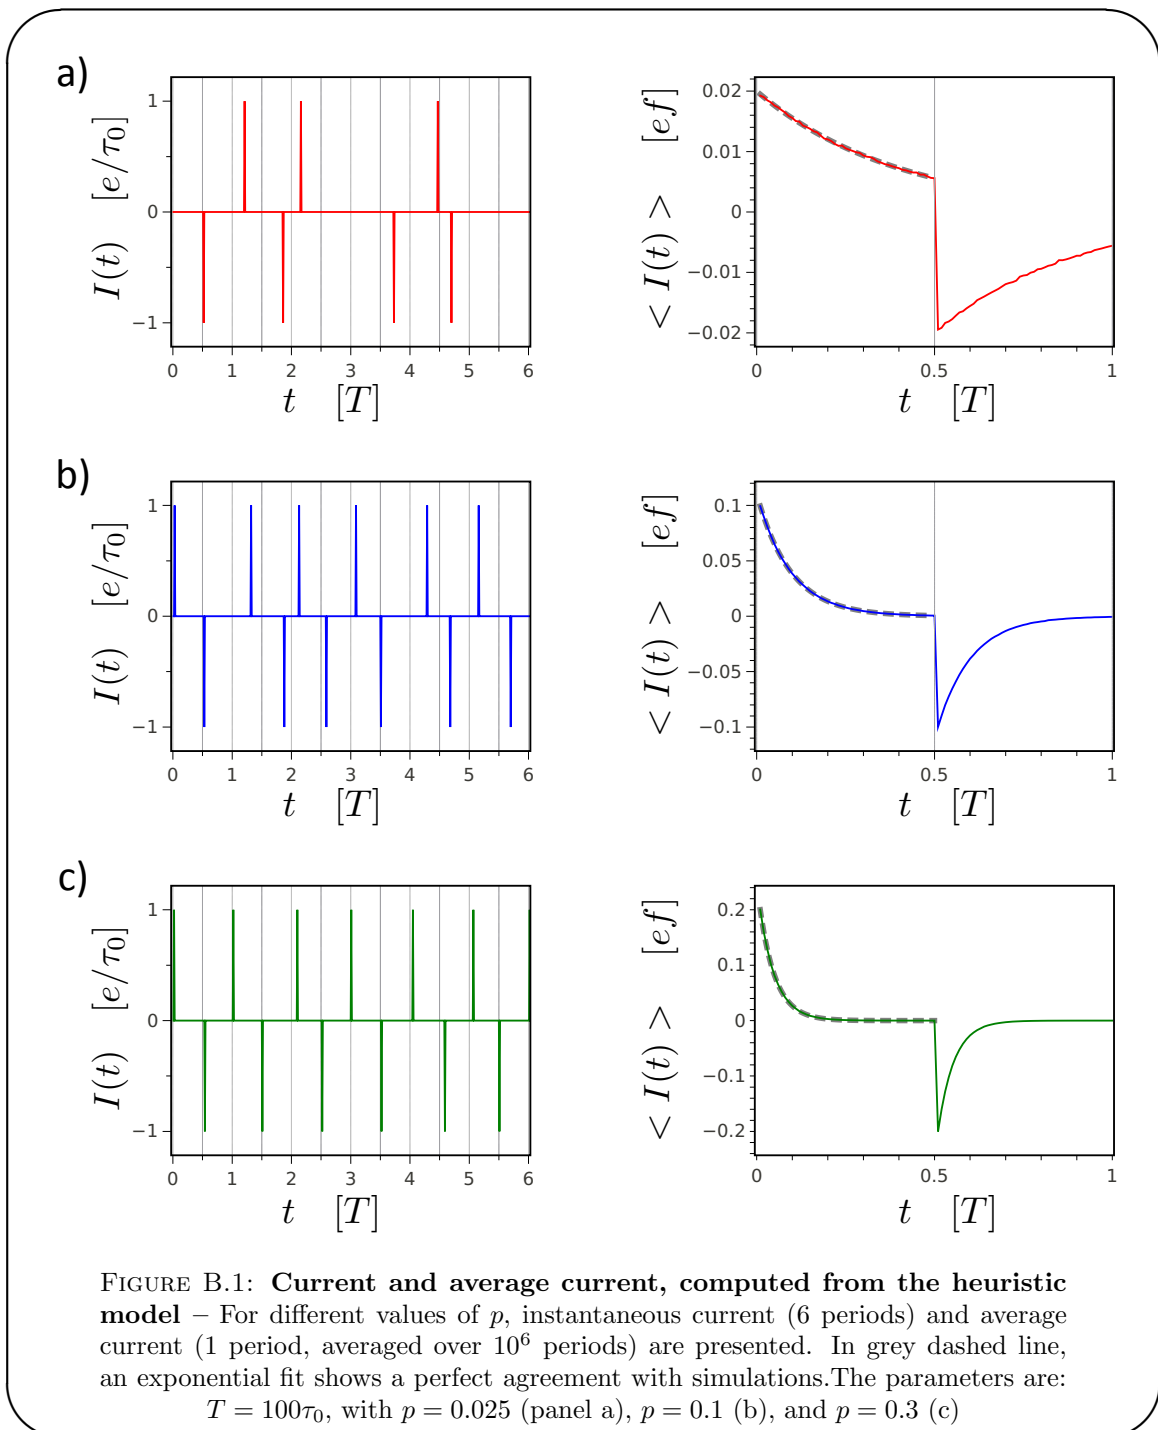 a)
I(t) [e/τ₀]
1
0
−1
0 1 2 3 4 5 6
t [T]
< I(t) > [ef]
0.02
0.01
0
−0.01
−0.02
0 0.5 1
t [T]
b)
I(t) [e/τ₀]
1
0
−1
0 1 2 3 4 5 6
t [T]
< I(t) > [ef]
0.1
0.05
0
−0.05
−0.1
0 0.5 1
t [T]
c)
I(t) [e/τ₀]
1
0
−1
0 1 2 3 4 5 6
t [T]
< I(t) > [ef]
0.2
0.1
0
−0.1
−0.2
0 0.5 1
t [T]
FIGURE B.1: Current and average current, computed from the heuristic
model – For different values of p, instantaneous current (6 periods) and average
current (1 period, averaged over 10⁶ periods) are presented. In grey dashed line,
an exponential fit shows a perfect agreement with simulations.The parameters are:
T = 100τ₀, with p = 0.025 (panel a), p = 0.1 (b), and p = 0.3 (c)